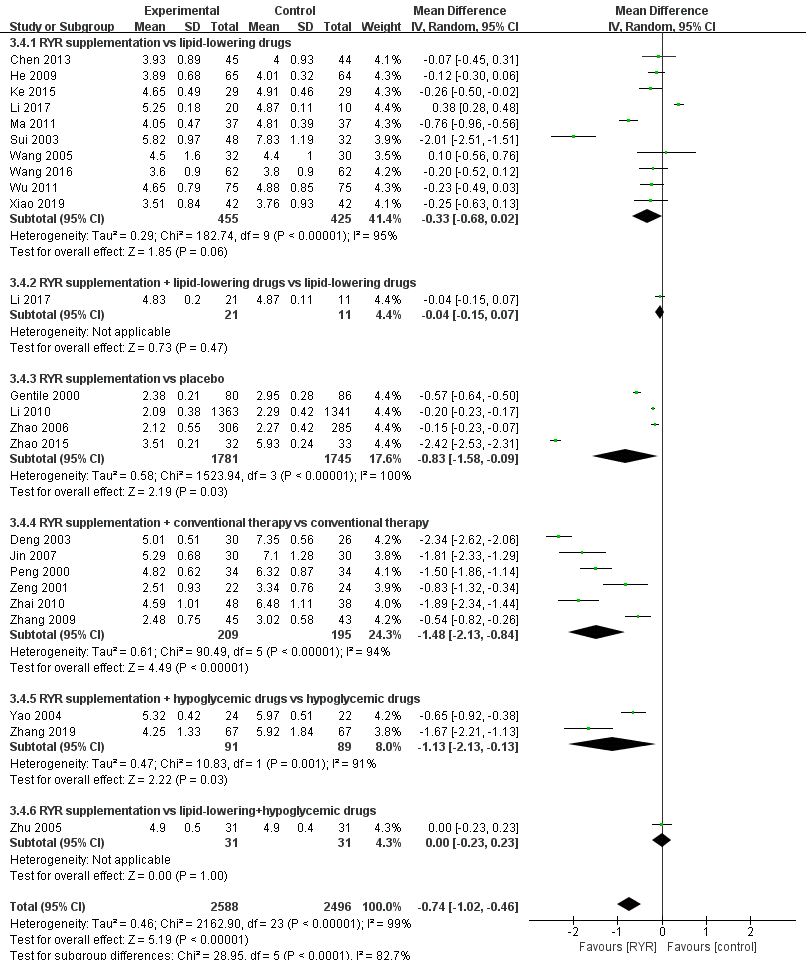 Experimental Control Mean Difference Mean Difference
Study or Subgroup Mean SD Total Mean SD Total Weight IV, Random, 95% CI IV, Random, 95% CI
3.4.1 RYR supplementation vs lipid-lowering drugs
Chen 2013 3.93 0.89 45 4 0.93 44 4.1% -0.07 [-0.45, 0.31]
He 2009 3.89 0.68 65 4.01 0.32 64 4.4% -0.12 [-0.30, 0.06]
Ke 2015 4.65 0.49 29 4.91 0.46 29 4.3% -0.26 [-0.50, -0.02]
Li 2017 5.25 0.18 20 4.87 0.11 10 4.4% 0.38 [0.28, 0.48]
Ma 2011 4.05 0.47 37 4.81 0.39 37 4.4% -0.76 [-0.96, -0.56]
Sui 2003 5.82 0.97 48 7.83 1.19 32 3.9% -2.01 [-2.51, -1.51]
Wang 2005 4.5 1.6 32 4.4 1 30 3.6% 0.10 [-0.56, 0.76]
Wang 2016 3.6 0.9 62 3.8 0.9 62 4.2% -0.20 [-0.52, 0.12]
Wu 2011 4.65 0.79 75 4.88 0.85 75 4.3% -0.23 [-0.49, 0.03]
Xiao 2019 3.51 0.84 42 3.76 0.93 42 4.1% -0.25 [-0.63, 0.13]
Subtotal (95% CI) 455 425 41.4% -0.33 [-0.68, 0.02]
Heterogeneity: Tau² = 0.29; Chi² = 182.74, df = 9 (P < 0.00001); I² = 95%
Test for overall effect: Z = 1.85 (P = 0.06)
3.4.2 RYR supplementation + lipid-lowering drugs vs lipid-lowering drugs
Li 2017 4.83 0.2 21 4.87 0.11 11 4.4% -0.04 [-0.15, 0.07]
Subtotal (95% CI) 21 11 4.4% -0.04 [-0.15, 0.07]
Heterogeneity: Not applicable
Test for overall effect: Z = 0.73 (P = 0.47)
3.4.3 RYR supplementation vs placebo
Gentile 2000 2.38 0.21 80 2.95 0.28 86 4.4% -0.57 [-0.64, -0.50]
Li 2010 2.09 0.38 1363 2.29 0.42 1341 4.4% -0.20 [-0.23, -0.17]
Zhao 2006 2.12 0.55 306 2.27 0.42 285 4.4% -0.15 [-0.23, -0.07]
Zhao 2015 3.51 0.21 32 5.93 0.24 33 4.4% -2.42 [-2.53, -2.31]
Subtotal (95% CI) 1781 1745 17.6% -0.83 [-1.58, -0.09]
Heterogeneity: Tau² = 0.58; Chi² = 1523.94, df = 3 (P < 0.00001); I² = 100%
Test for overall effect: Z = 2.19 (P = 0.03)
3.4.4 RYR supplementation + conventional therapy vs conventional therapy
Deng 2003 5.01 0.51 30 7.35 0.56 26 4.2% -2.34 [-2.62, -2.06]
Jin 2007 5.29 0.68 30 7.1 1.28 30 3.8% -1.81 [-2.33, -1.29]
Peng 2000 4.82 0.62 34 6.32 0.87 34 4.2% -1.50 [-1.86, -1.14]
Zeng 2001 2.51 0.93 22 3.34 0.76 24 3.9% -0.83 [-1.32, -0.34]
Zhai 2010 4.59 1.01 48 6.48 1.11 38 4.0% -1.89 [-2.34, -1.44]
Zhang 2009 2.48 0.75 45 3.02 0.58 43 4.2% -0.54 [-0.82, -0.26]
Subtotal (95% CI) 209 195 24.3% -1.48 [-2.13, -0.84]
Heterogeneity: Tau² = 0.61; Chi² = 90.49, df = 5 (P < 0.00001); I² = 94%
Test for overall effect: Z = 4.49 (P < 0.00001)
3.4.5 RYR supplementation + hypoglycemic drugs vs hypoglycemic drugs
Yao 2004 5.32 0.42 24 5.97 0.51 22 4.2% -0.65 [-0.92, -0.38]
Zhang 2019 4.25 1.33 67 5.92 1.84 67 3.8% -1.67 [-2.21, -1.13]
Subtotal (95% CI) 91 89 8.0% -1.13 [-2.13, -0.13]
Heterogeneity: Tau² = 0.47; Chi² = 10.83, df = 1 (P = 0.001); I² = 91%
Test for overall effect: Z = 2.22 (P = 0.03)
3.4.6 RYR supplementation vs lipid-lowering+hypoglycemic drugs
Zhu 2005 4.9 0.5 31 4.9 0.4 31 4.3% 0.00 [-0.23, 0.23]
Subtotal (95% CI) 31 31 4.3% 0.00 [-0.23, 0.23]
Heterogeneity: Not applicable
Test for overall effect: Z = 0.00 (P = 1.00)
Total (95% CI) 2588 2496 100.0% -0.74 [-1.02, -0.46]
Heterogeneity: Tau² = 0.46; Chi² = 2162.90, df = 23 (P < 0.00001); I² = 99%
Test for overall effect: Z = 5.19 (P < 0.00001)
Test for subgroup differences: Chi² = 28.95, df = 5 (P < 0.0001), I² = 82.7%
-2 -1 0 1 2
Favours [RYR] Favours [control]